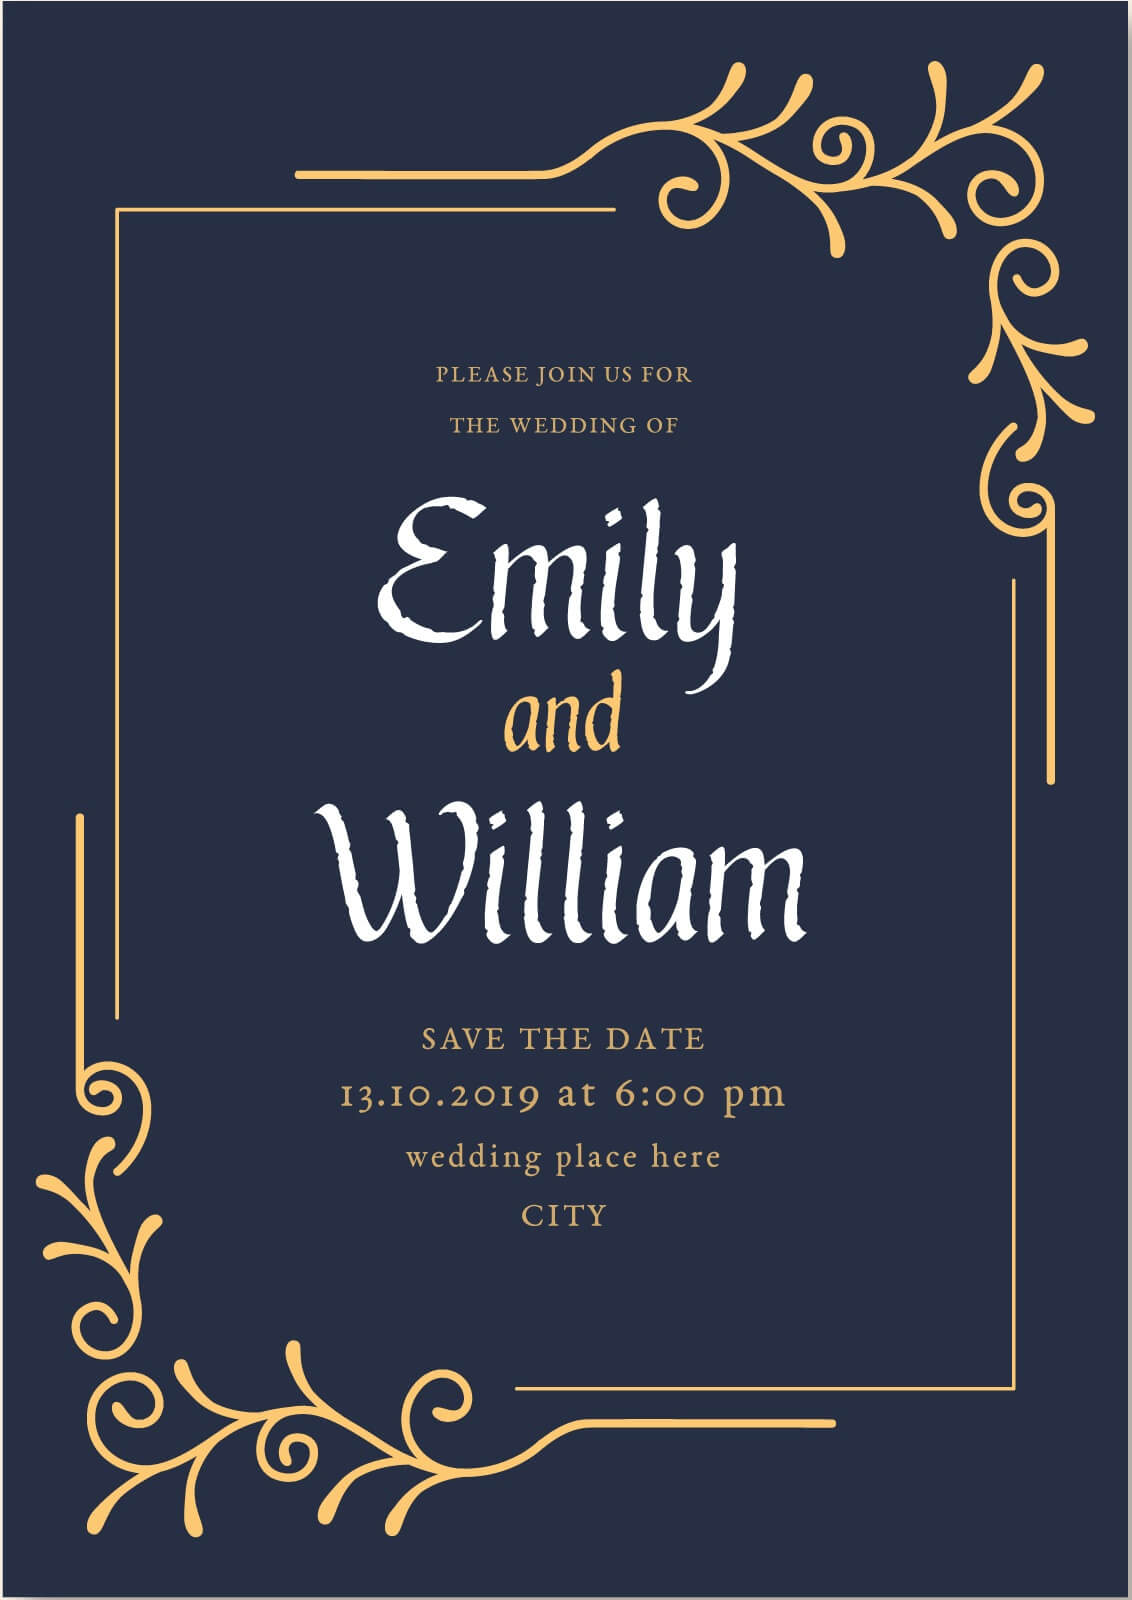 PLEASE JOIN US FOR
THE WEDDING OF
Emily
and
William
SAVE THE DATE
13.10.2019 at 6:00 pm
wedding place here
CITY